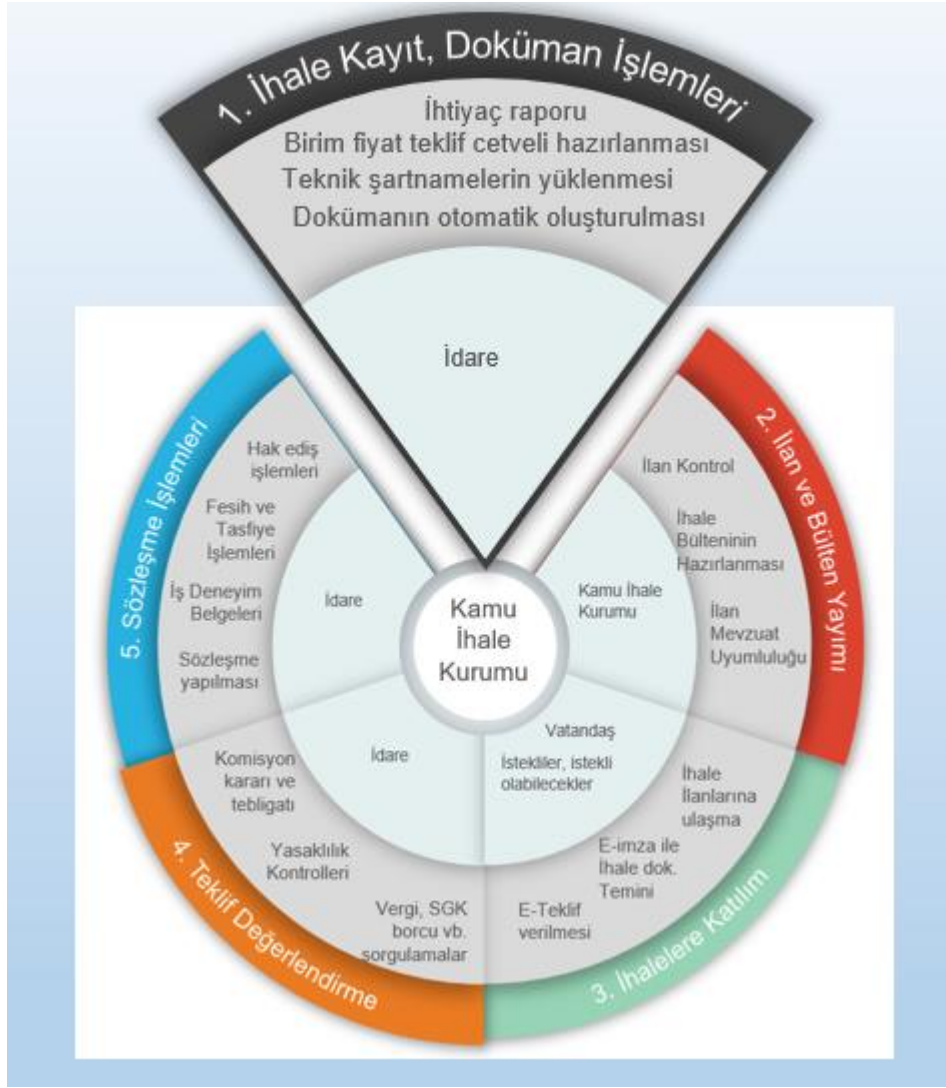 1. İhale Kayıt, Doküman İşlemleri
İhtiyaç raporu
Birim fiyat teklif cetveli hazırlanması
Teknik şartnamelerin yüklenmesi
Dokümanın otomatik oluşturulması
İdare
2. İlan ve Bülten Yayımı
İlan Kontrol
İhale
Bülteninin
Hazırlanması
İlan
Mevzuat
Uyumluluğu
Kamu İhale
Kurumu
3. İhalelere Katılım
İhale
İlanlarına
ulaşma
E-imza ile
İhale dok.
Temini
E-Teklif
verilmesi
Vatandaş
İstekliler, istekli
olabilecekler
4. Teklif Değerlendirme
Komisyon
kararı ve
tebligatı
Yasaklılık
Kontrolleri
Vergi, SGK
borcu vb.
sorgulamalar
İdare
5. Sözleşme İşlemleri
Hak ediş
işlemleri
Fesih ve
Tasfiye
İşlemleri
İş Deneyim
Belgeleri
Sözleşme
yapılması
İdare
Kamu
İhale
Kurumu